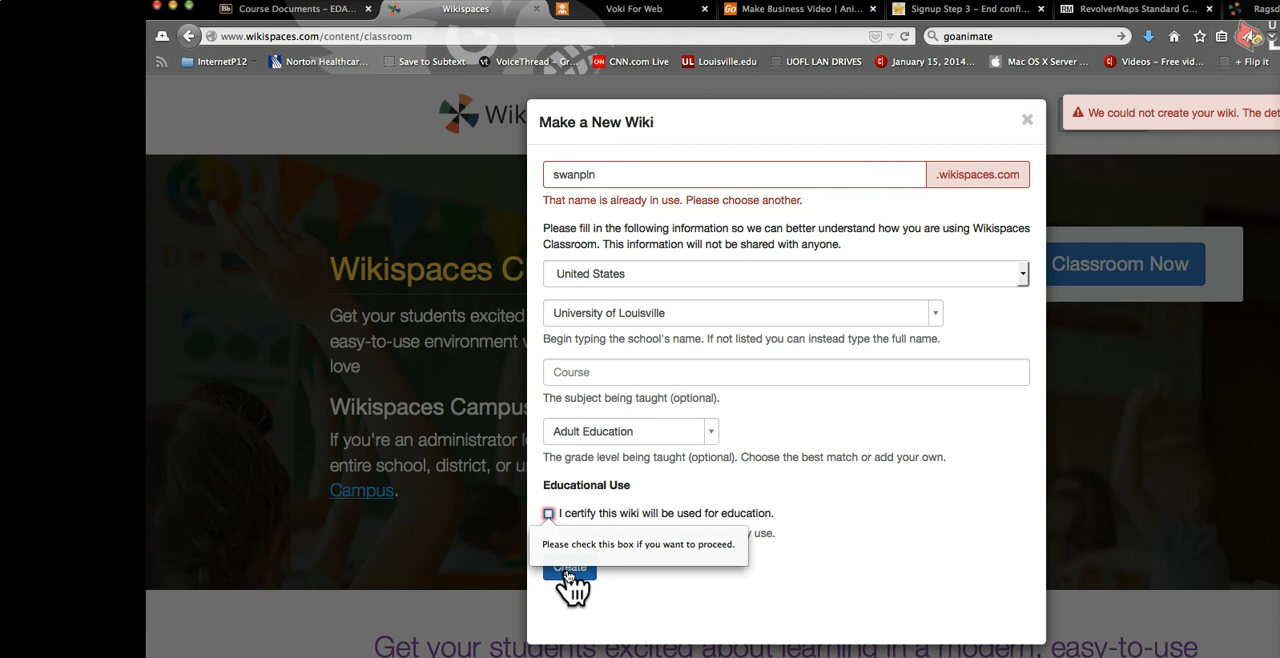 Course Documents – EDA...
Wikispaces
Voki For Web
Make Business Video | Ani...
Signup Step 3 – End confi...
RevolverMaps Standard G...
Ragsd
www.wikispaces.com/content/classroom
goanimate
InternetP12
Norton Healthcar...
Save to Subtext
VoiceThread – Gr...
CNN.com Live
Louisville.edu
UOFL LAN DRIVES
January 15, 2014...
Mac OS X Server ...
Videos – Free vid...
+ Flip it
Wik
Make a New Wiki
We could not create your wiki. The det
swanpln
.wikispaces.com
That name is already in use. Please choose another.
Please fill in the following information so we can better understand how you are using Wikispaces
Classroom. This information will not be shared with anyone.
United States
University of Louisville
Begin typing the school's name. If not listed you can instead type the full name.
Course
The subject being taught (optional).
Adult Education
The grade level being taught (optional). Choose the best match or add your own.
Educational Use
I certify this wiki will be used for education.
y use.
Please check this box if you want to proceed.
Create
Wikispaces C
Classroom Now
Get your students excited
easy-to-use environment w
love
Wikispaces Campus
If you're an administrator l
entire school, district, or u
Campus.
Get your students excited about learning in a modern, easy-to-use